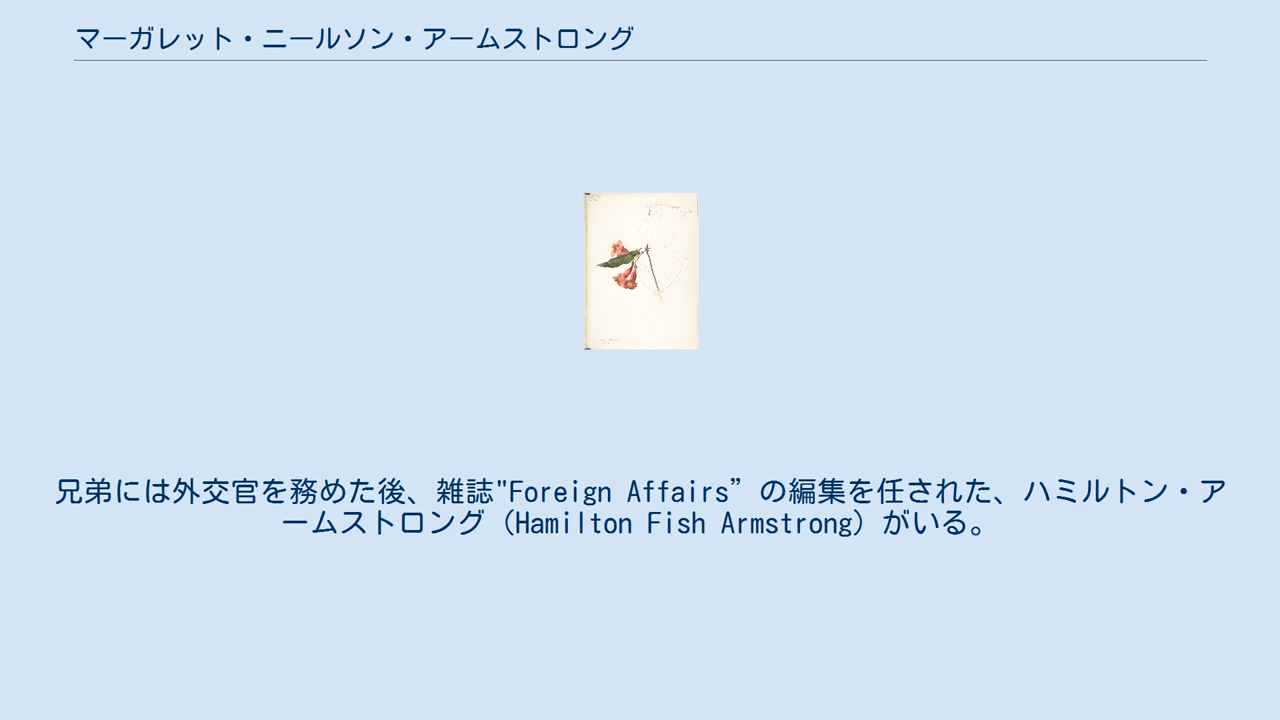 マーガレット・ニールソン・アームストロング
兄弟には外交官を務めた後、雑誌"Foreign Affairs”の編集を任された、ハミルトン・ア
ームストロング（Hamilton Fish Armstrong）がいる。